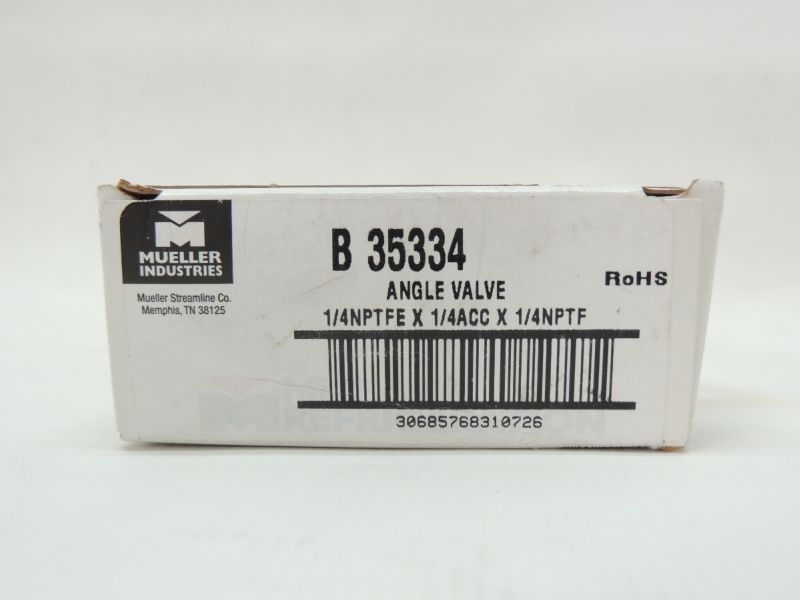 M
MUELLER
INDUSTRIES
Mueller Streamline Co.
Memphis, TN 38125
B 35334
ANGLE VALVE
1/4NPTFE X 1/4ACC X 1/4NPTF
RoHS
30685768310726